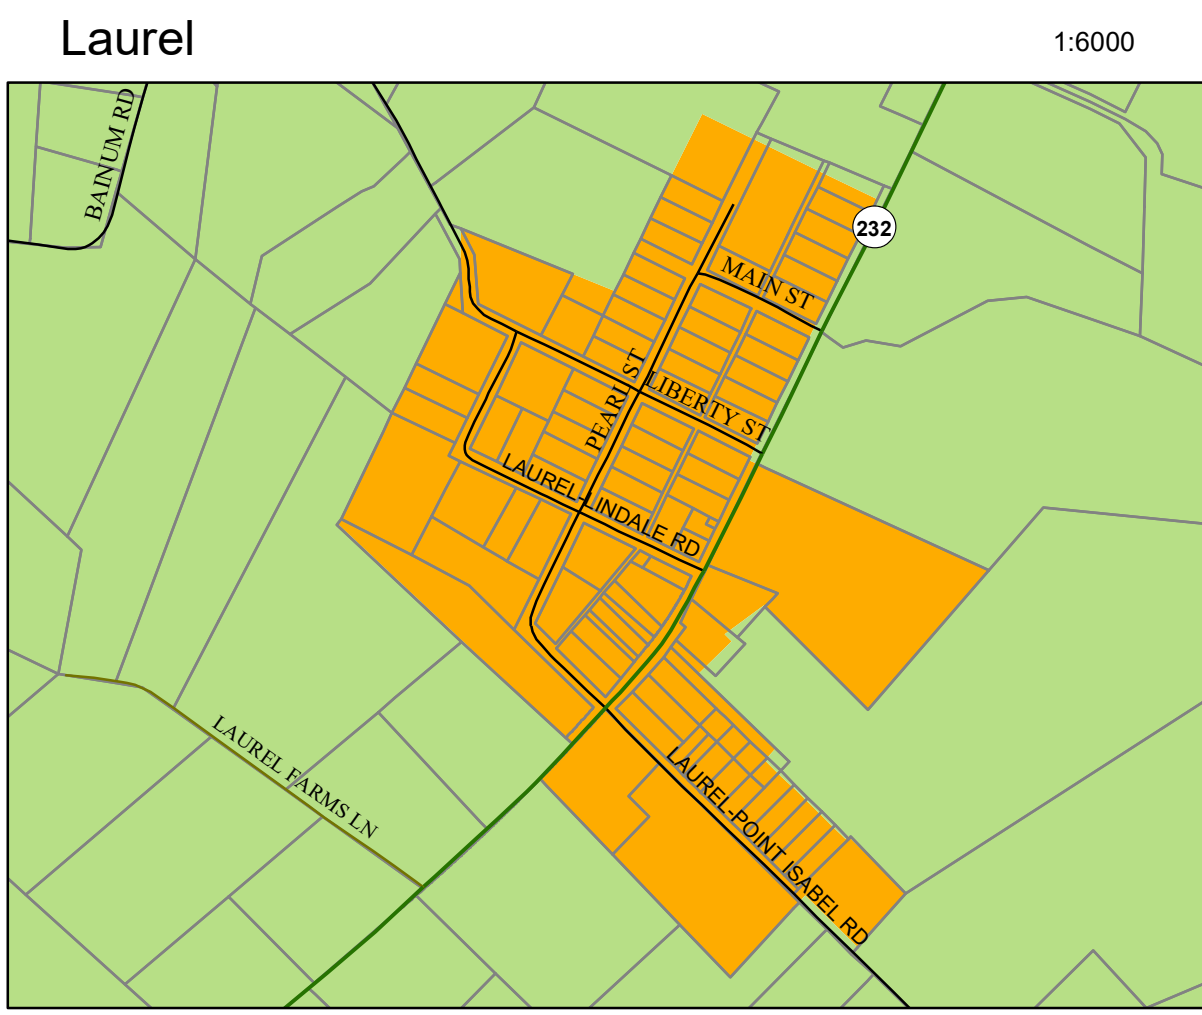 Laurel
1:6000
BAINUM RD
232
MAIN ST
PEARL ST
LIBERTY ST
LAUREL-LINDALE RD
LAUREL FARMS LN
LAUREL-POINT ISABEL RD